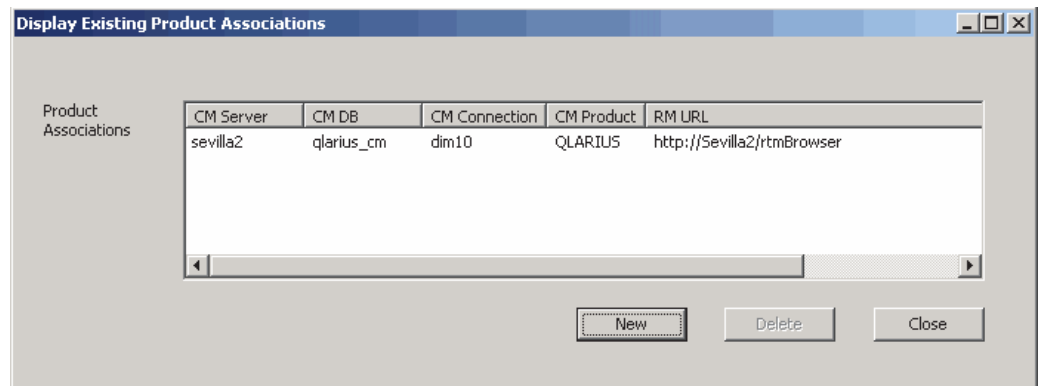 Display Existing Product Associations
Product
Associations
CM Server CM DB CM Connection CM Product RM URL
sevilla2 qlarius_cm dim10 QLARIUS http://Sevilla2/rtmBrowser
New Delete Close